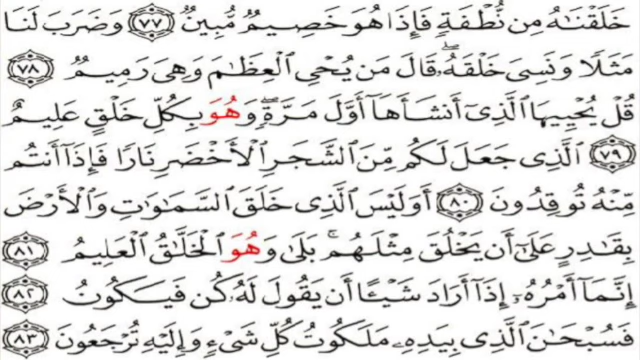 خَلَقْنَٰهُ مِن نُّطْفَةٍ فَإِذَا هُوَ خَصِيمٌ مُّبِينٌ ٧٧ وَضَرَبَ لَنَا
مَثَلًا وَنَسِىَ خَلْقَهُۥ ۖ قَالَ مَن يُحْىِ ٱلْعِظَٰمَ وَهِىَ رَمِيمٌ ٧٨
قُلْ يُحْيِيهَا ٱلَّذِىٓ أَنشَأَهَآ أَوَّلَ مَرَّةٍ ۖ وَهُوَ بِكُلِّ خَلْقٍ عَلِيمٌ
٧٩ ٱلَّذِى جَعَلَ لَكُم مِّنَ ٱلشَّجَرِ ٱلْأَخْضَرِ نَارًا فَإِذَآ أَنتُم
مِّنْهُ تُوقِدُونَ ٨٠ أَوَلَيْسَ ٱلَّذِى خَلَقَ ٱلسَّمَٰوَٰتِ وَٱلْأَرْضَ
بِقَٰدِرٍ عَلَىٰٓ أَن يَخْلُقَ مِثْلَهُم ۚ بَلَىٰ وَهُوَ ٱلْخَلَّٰقُ ٱلْعَلِيمُ ٨١
إِنَّمَآ أَمْرُهُۥٓ إِذَآ أَرَادَ شَيْـًٔا أَن يَقُولَ لَهُۥ كُن فَيَكُونُ ٨٢
فَسُبْحَٰنَ ٱلَّذِى بِيَدِهِۦ مَلَكُوتُ كُلِّ شَىْءٍ وَإِلَيْهِ تُرْجَعُونَ ٨٣